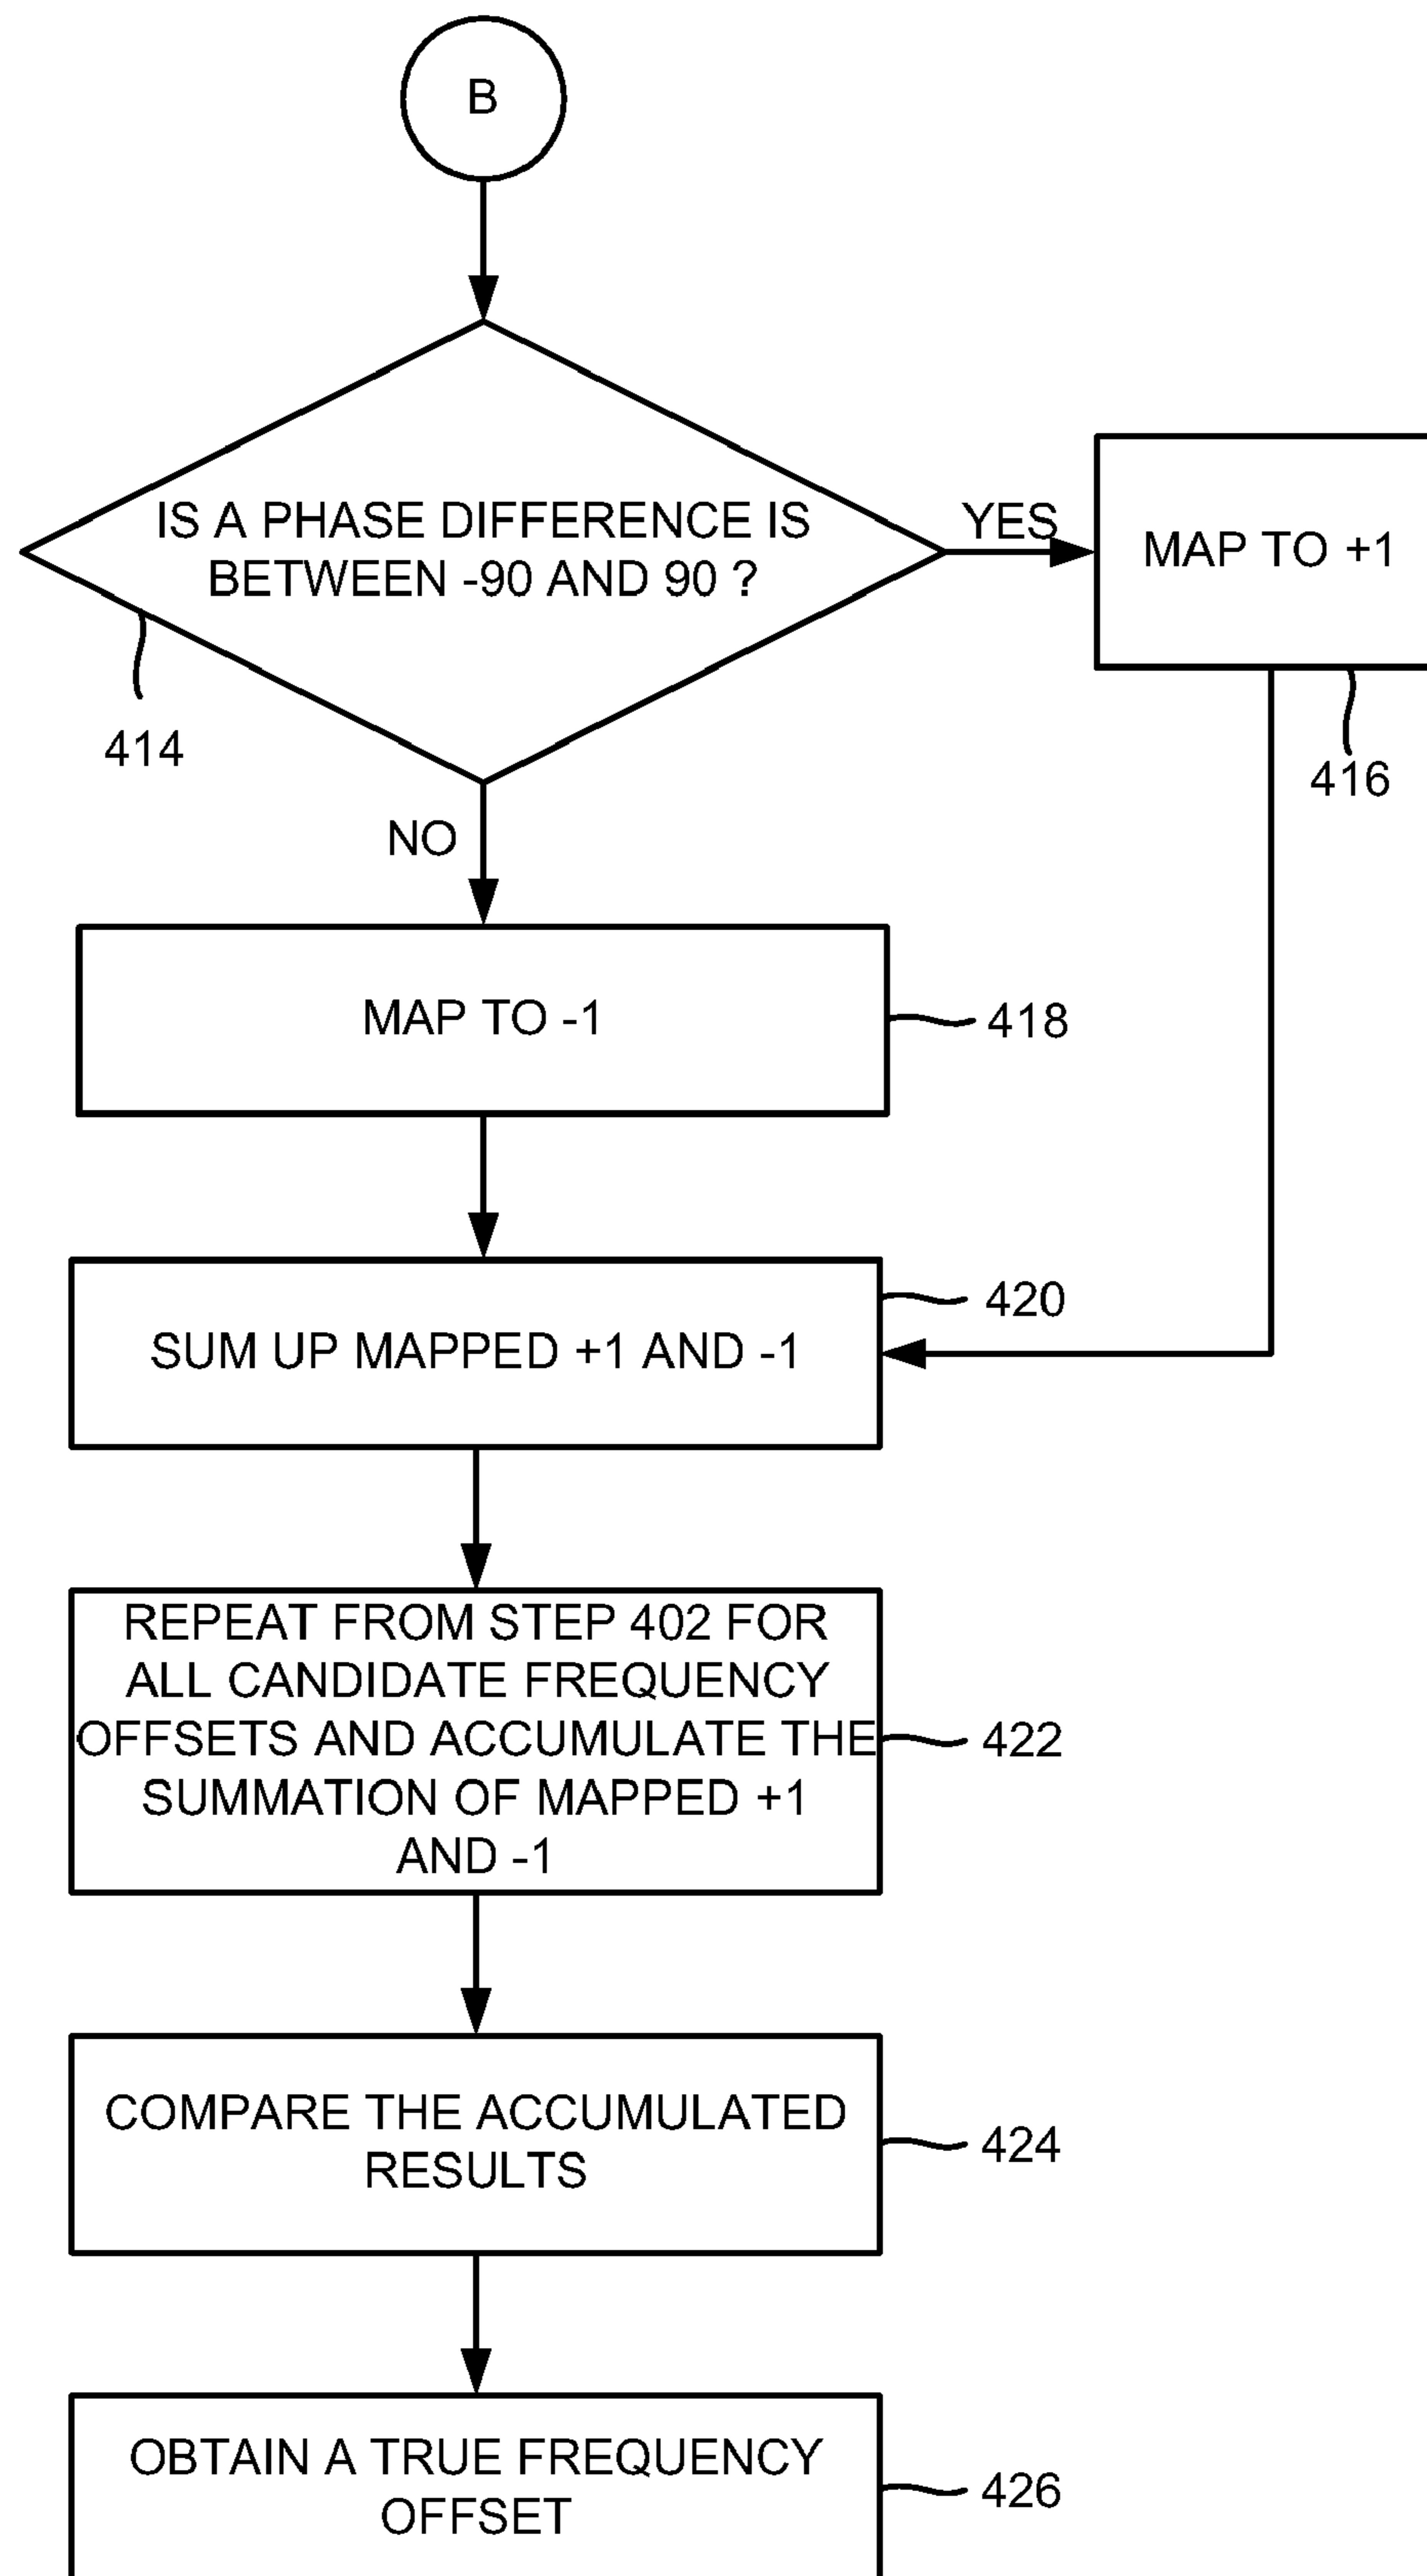 B
IS A PHASE DIFFERENCE IS
BETWEEN -90 AND 90 ?
YES
MAP TO +1
414
416
NO
MAP TO -1
418
420
SUM UP MAPPED +1 AND -1
REPEAT FROM STEP 402 FOR
ALL CANDIDATE FREQUENCY
OFFSETS AND ACCUMULATE THE
SUMMATION OF MAPPED +1
AND -1
422
COMPARE THE ACCUMULATED
RESULTS
424
OBTAIN A TRUE FREQUENCY
OFFSET
426